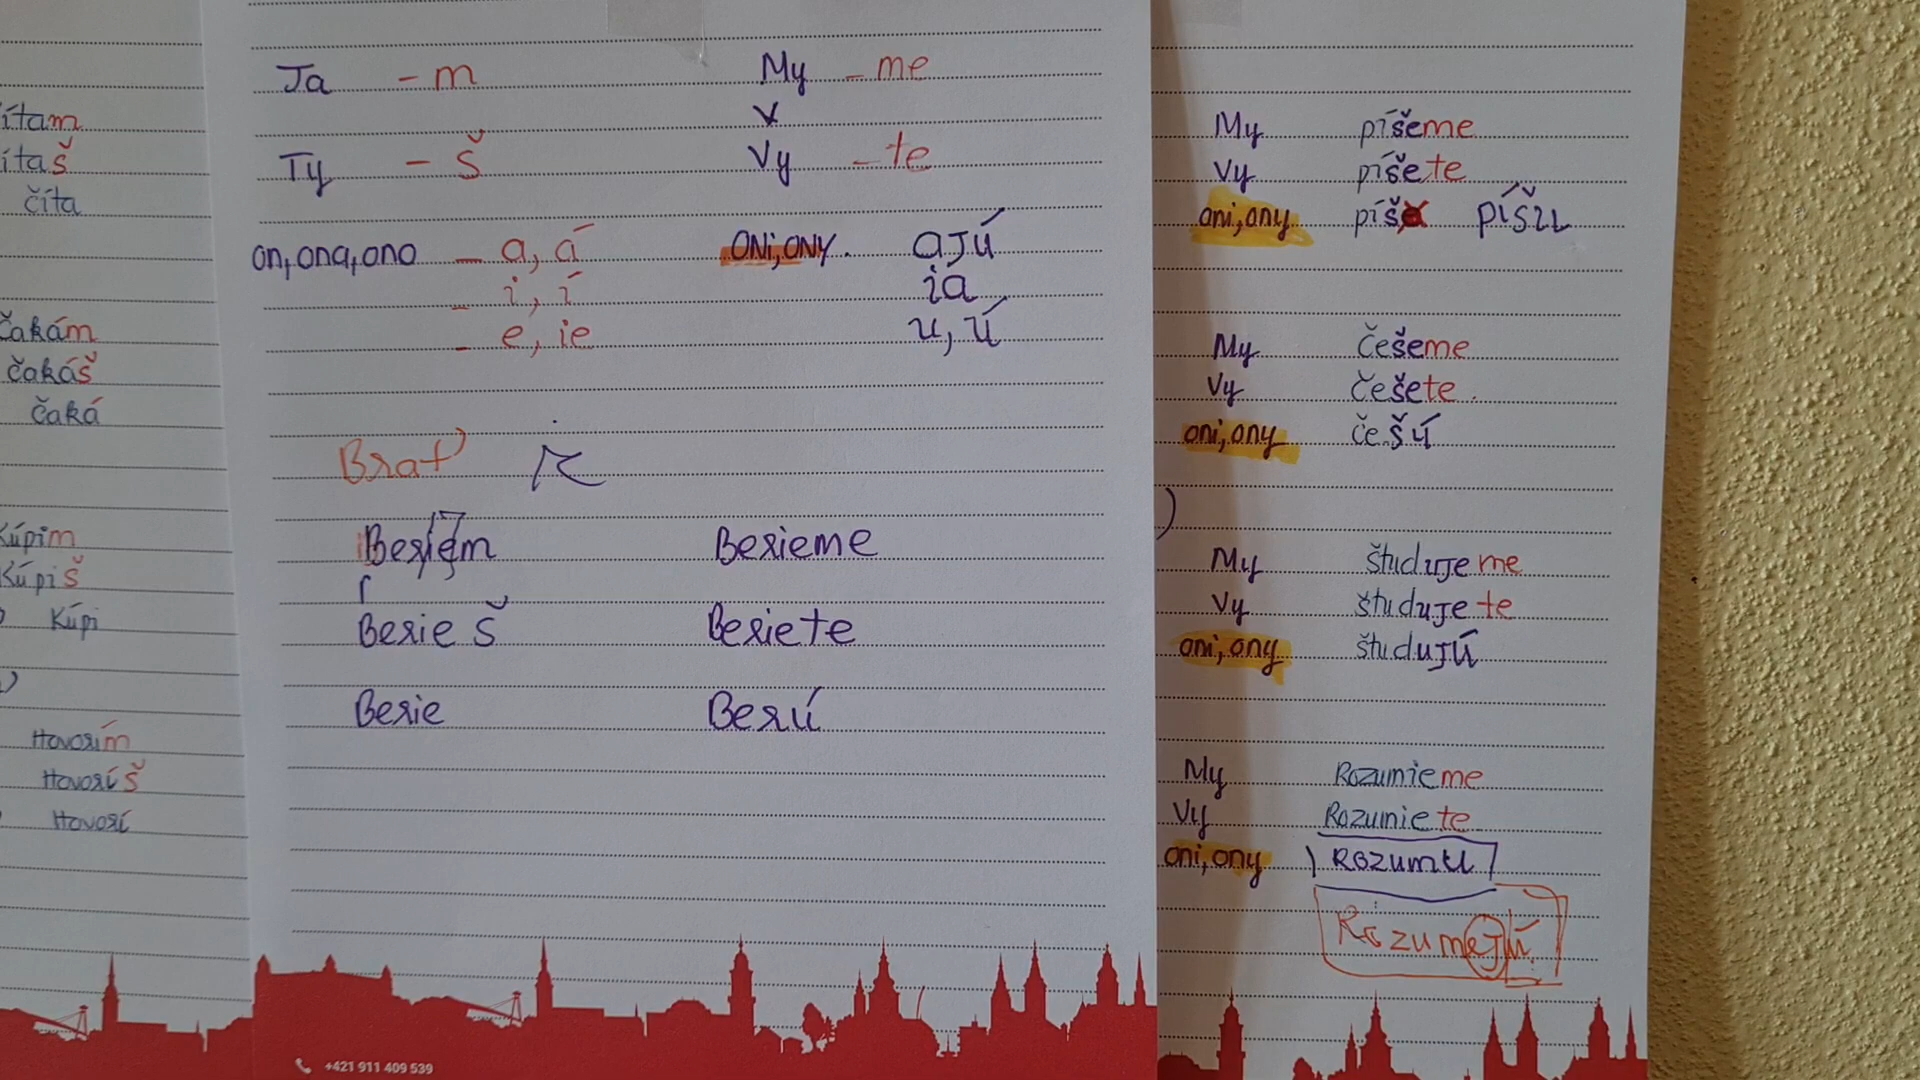 čítam
čítaš
číta
čakám
čakáš
čaká
Kúpim
Kúpiš
Kúpi
Hovorím
Hovoríš
Hovorí
Ja - m My - me
V
Ty - š Vy - te
on, ona, ono - a, á ONi, ONY. ajú
- i, í ia
- e, ie u, ú
Brať
Beriem Berieme
Berieš Beriete
Berie Berú
+421 911 409 539
My píšeme
Vy píšete
oni, ony píše píšu
My češeme
Vy češete.
oni, ony češú
)
My študujeme
Vy študujete
oni, ony študujú
My Rozumieme
Vy Rozumiete
oni, ony Rozumu
Rozumejú